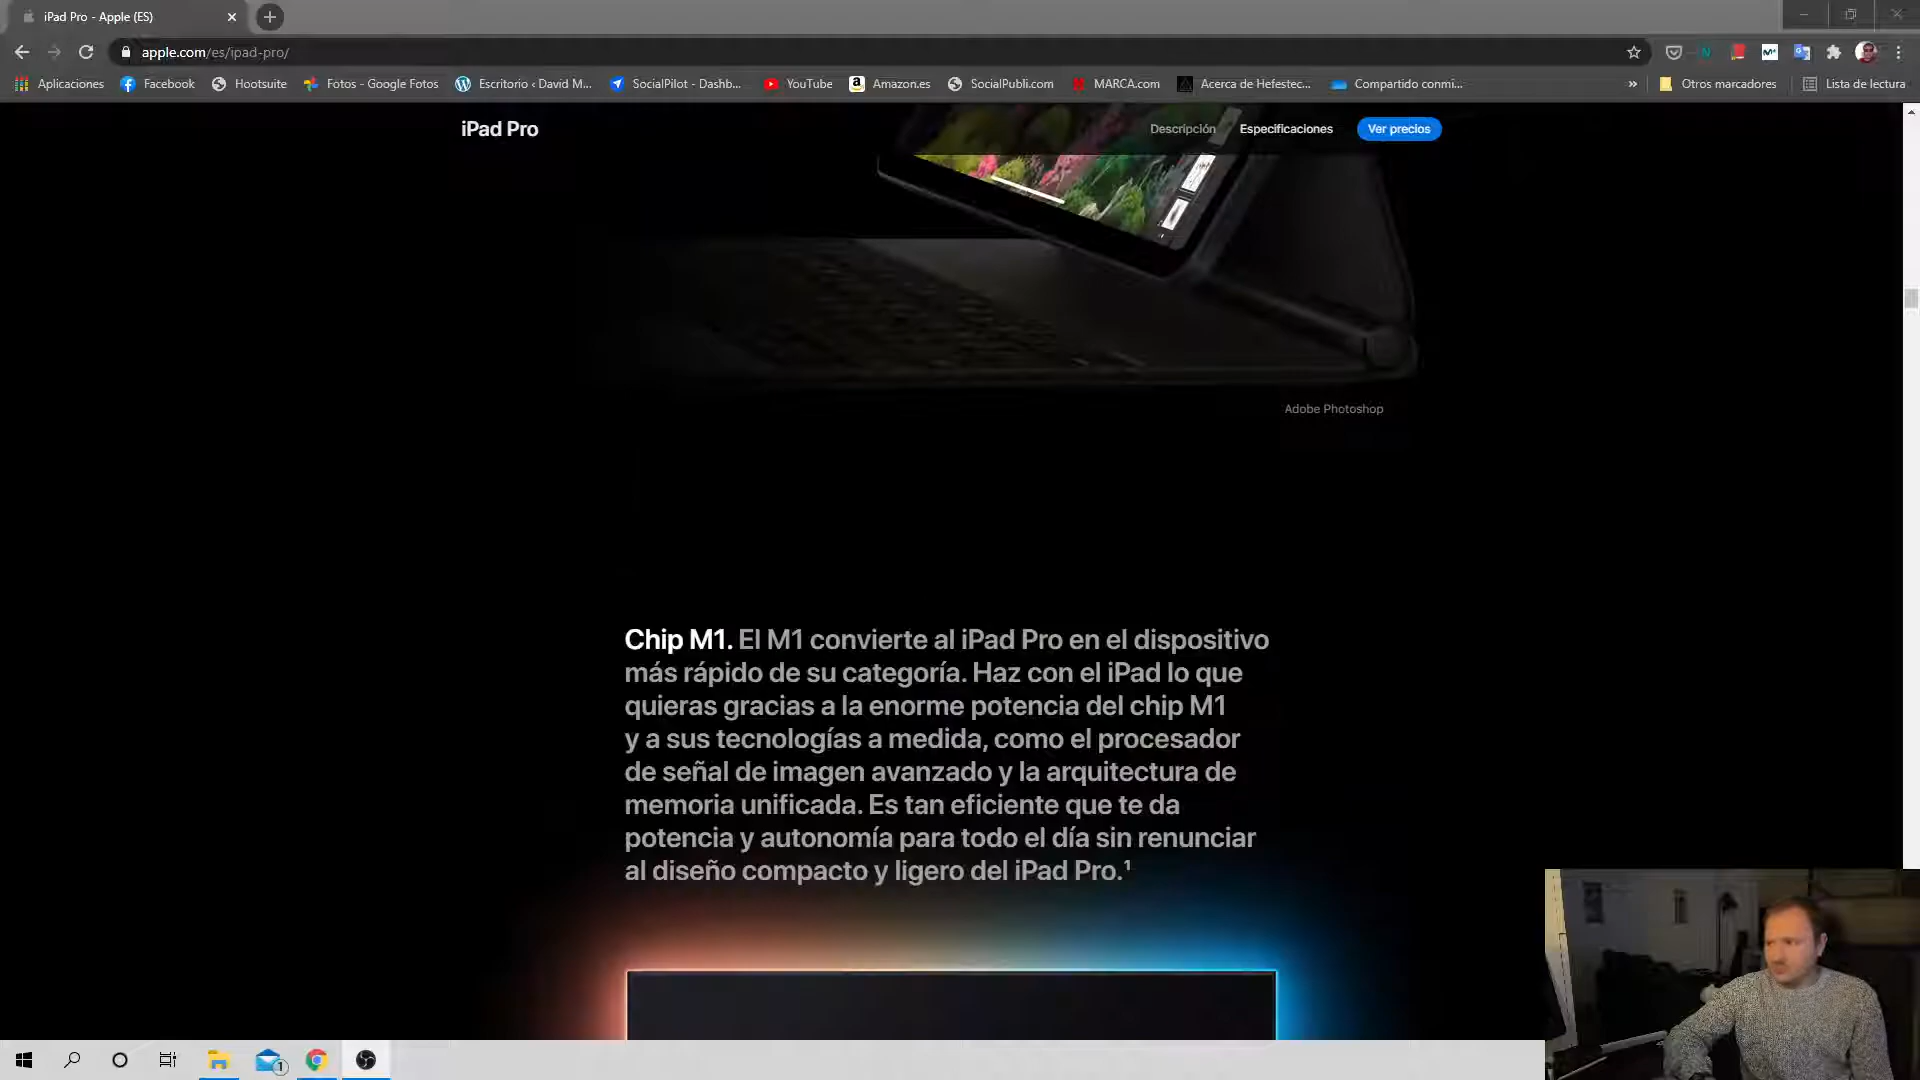 iPad Pro - Apple (ES)
apple.com/es/ipad-pro/
Aplicaciones
Facebook
Hootsuite
Fotos - Google Fotos
Escritorio ‹ David M...
SocialPilot - Dashb...
YouTube
Amazon.es
SocialPubli.com
MARCA.com
Acerca de Hefestec...
Compartido conmi...
»
Otros marcadores
Lista de lectura
iPad Pro
Descripción
Especificaciones
Ver precios
Adobe Photoshop
Chip M1. El M1 convierte al iPad Pro en el dispositivo
más rápido de su categoría. Haz con el iPad lo que
quieras gracias a la enorme potencia del chip M1
y a sus tecnologías a medida, como el procesador
de señal de imagen avanzado y la arquitectura de
memoria unificada. Es tan eficiente que te da
potencia y autonomía para todo el día sin renunciar
al diseño compacto y ligero del iPad Pro.¹
1